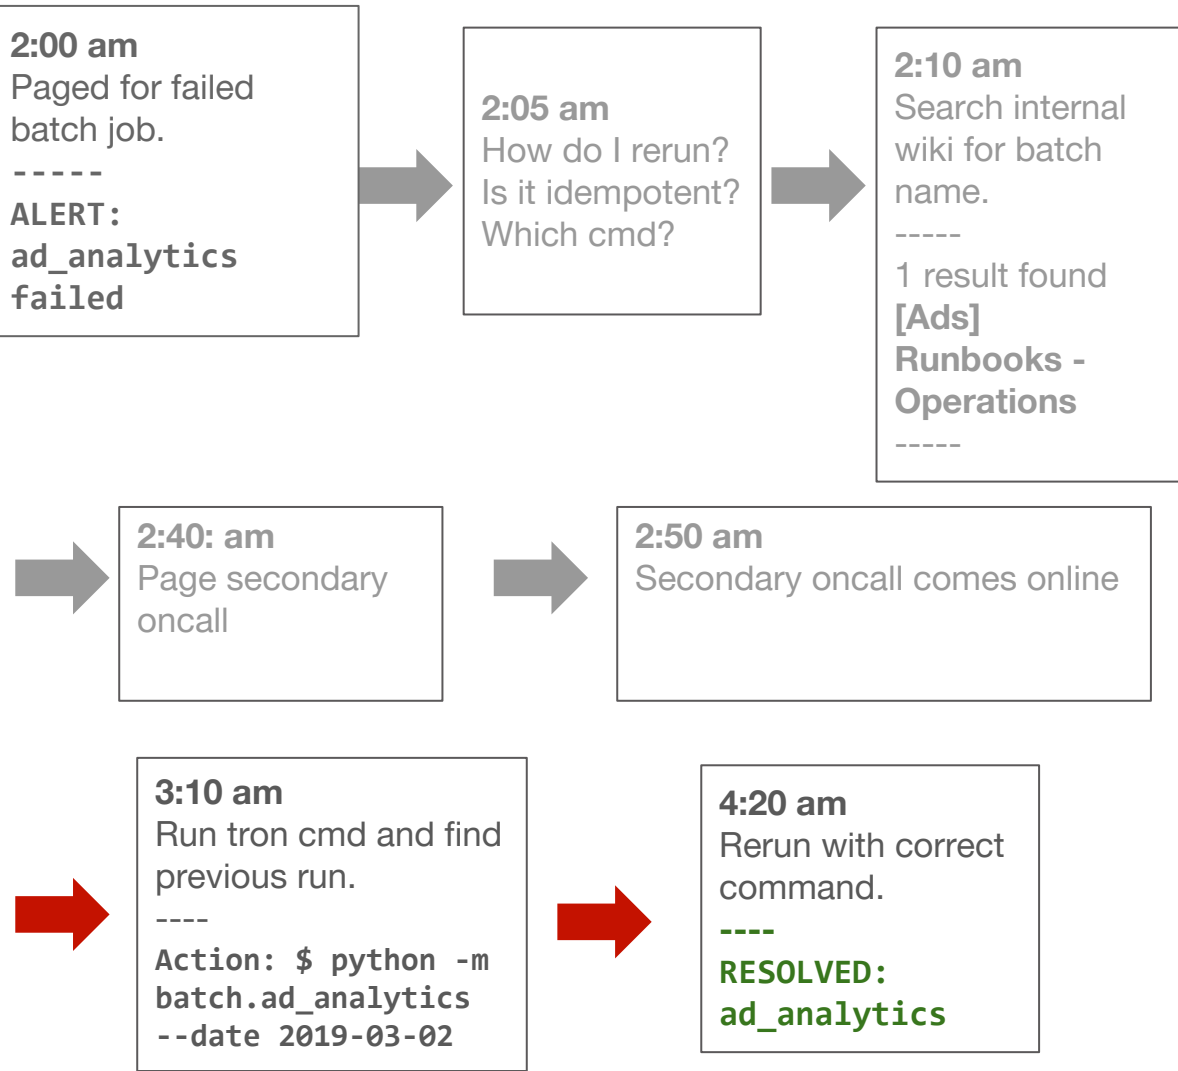 2:00 am
Paged for failed
batch job.
-----
ALERT:
ad_analytics
failed
2:05 am
How do I rerun?
Is it idempotent?
Which cmd?
2:10 am
Search internal
wiki for batch
name.
-----
1 result found
[Ads]
Runbooks -
Operations
-----
2:40: am
Page secondary
oncall
2:50 am
Secondary oncall comes online
3:10 am
Run tron cmd and find
previous run.
----
Action: $ python -m
batch.ad_analytics
--date 2019-03-02
4:20 am
Rerun with correct
command.
----
RESOLVED:
ad_analytics